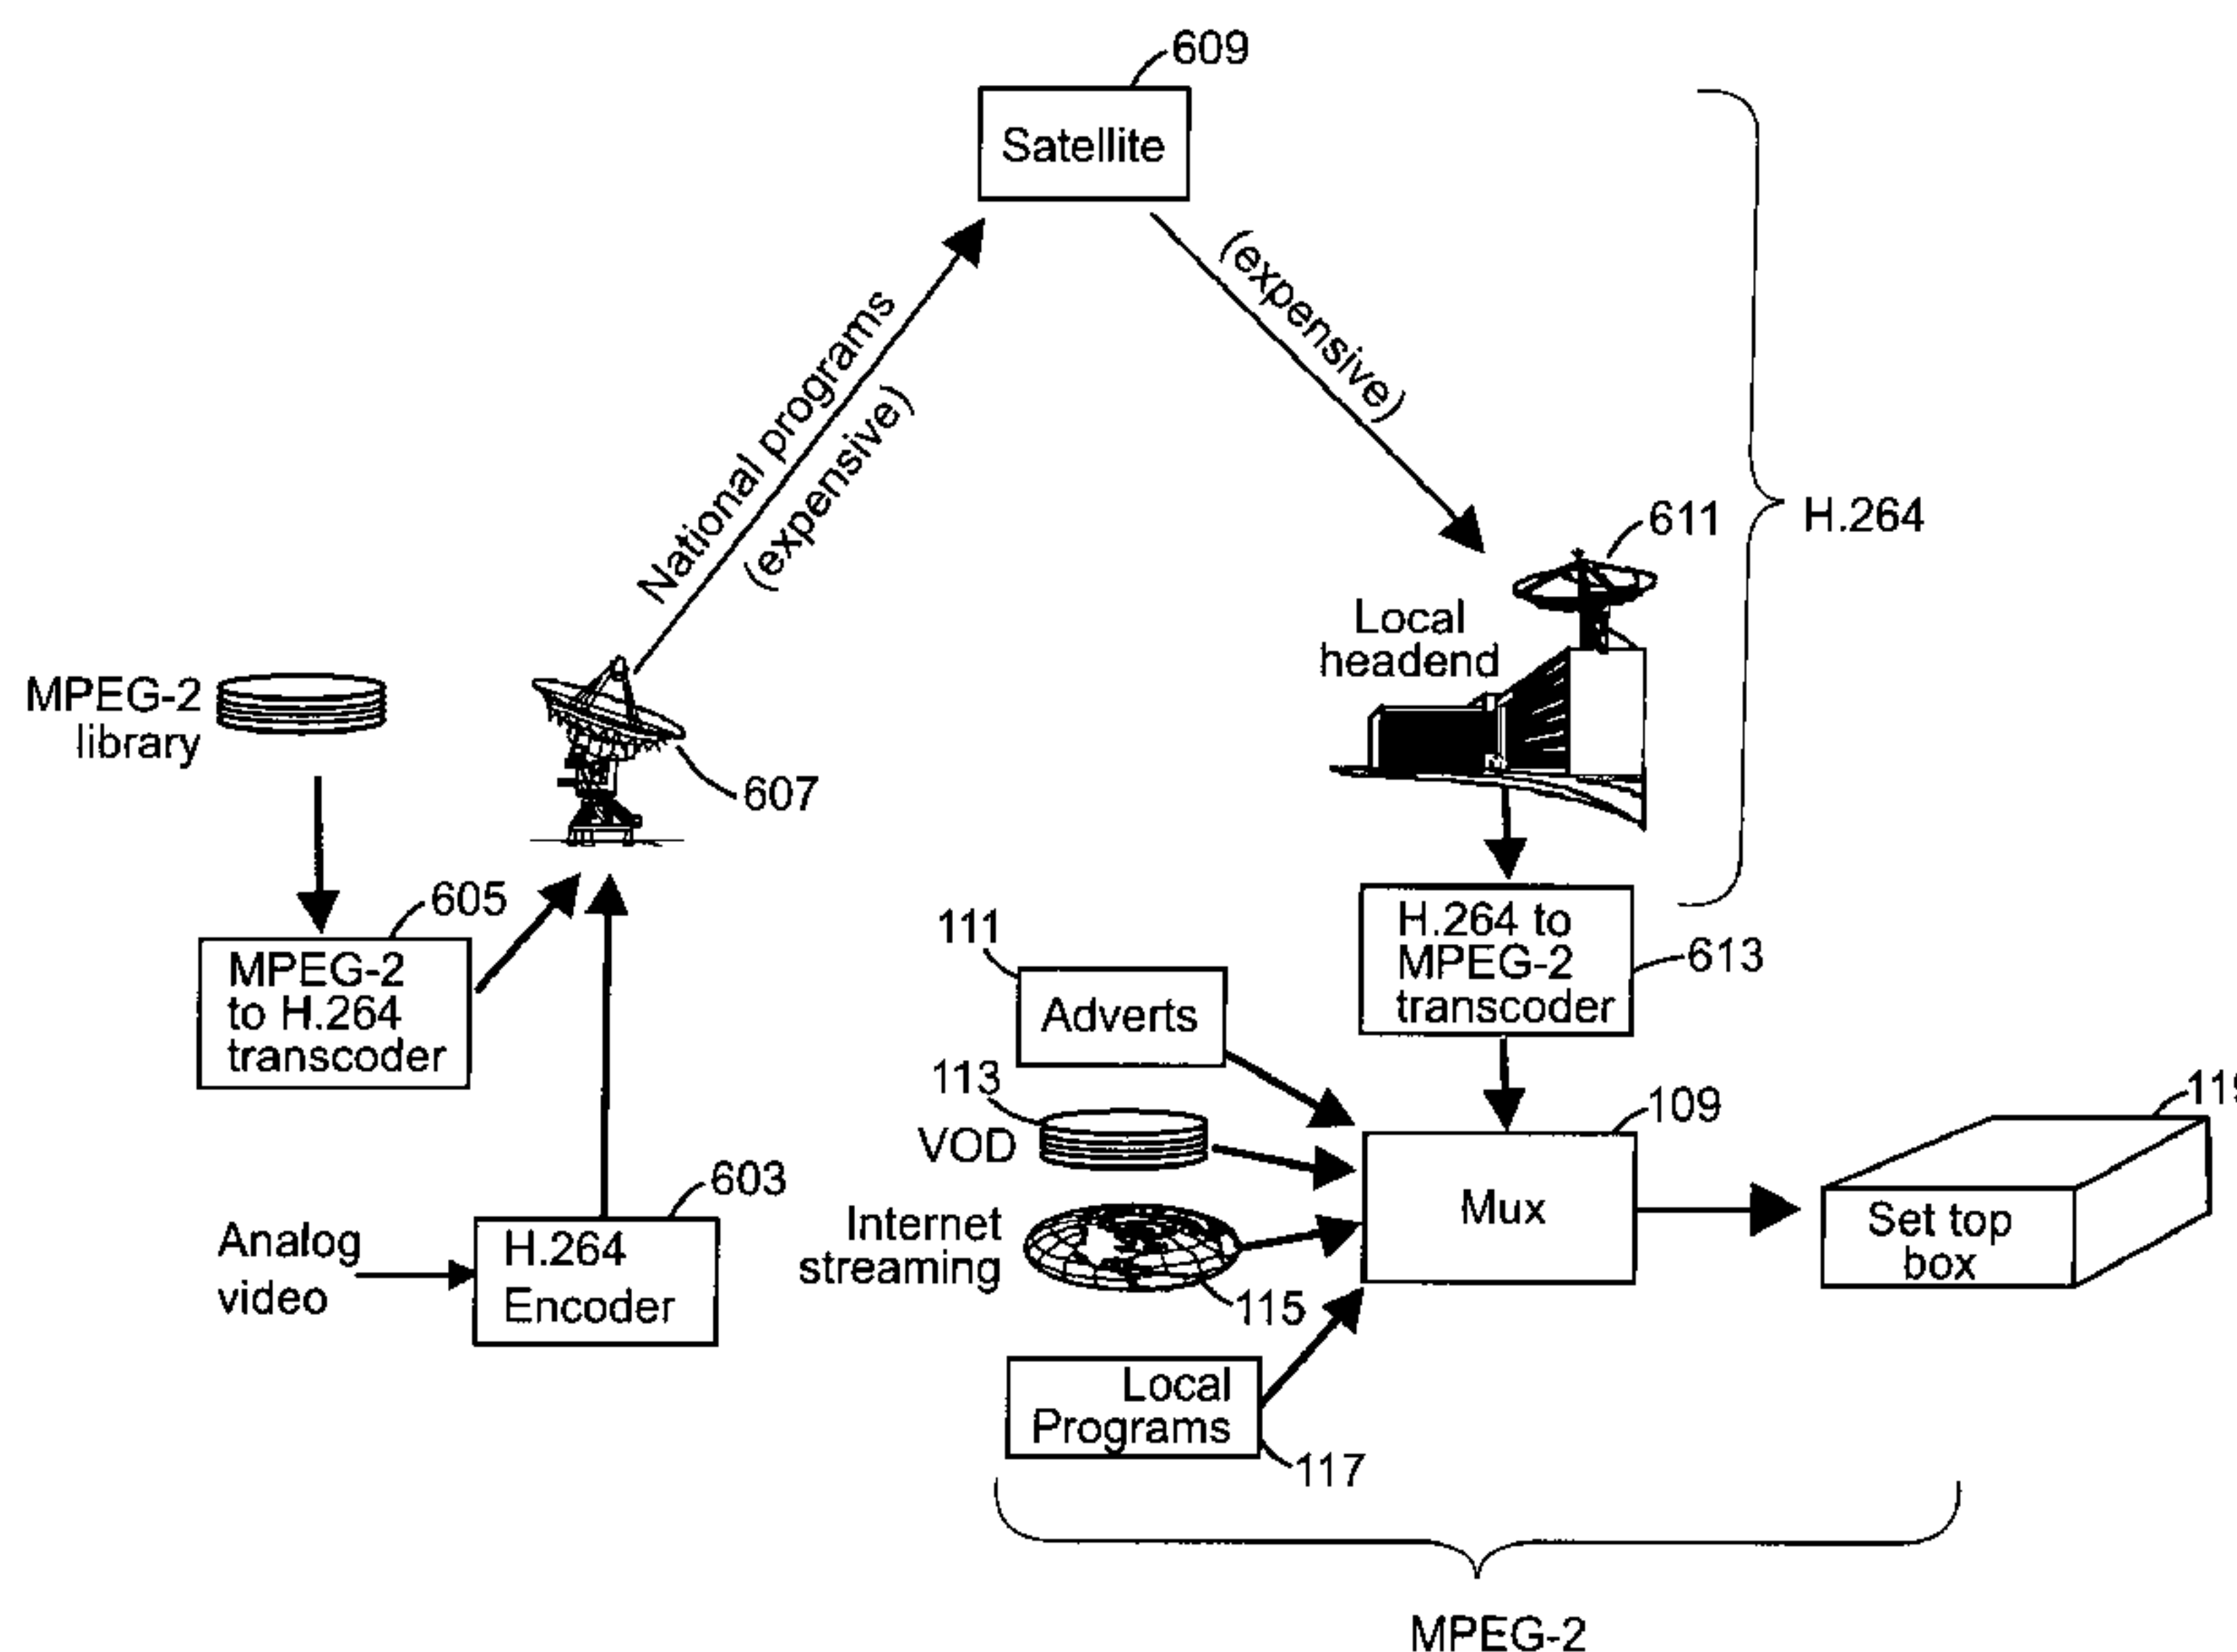 609
Satellite
(expensive)
National programs
(expensive)
H.264
611
Local
headend
MPEG-2
library
607
605
MPEG-2
to H.264
transcoder
H.264 to
MPEG-2
transcoder
613
111
Adverts
113
VOD
109
Mux
119
Set top
box
603
Analog
video
H.264
Encoder
Internet
streaming
115
Local
Programs
117
MPEG-2